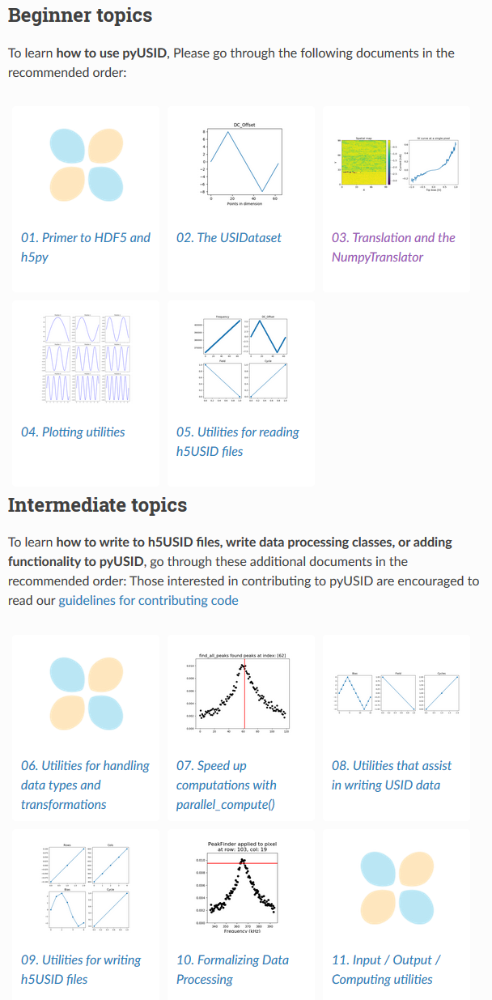 Beginner topics
To learn how to use pyUSID, Please go through the following documents in the
recommended order:
DC_Offset
Points in dimension
Spatial map
IV curve at a single pixel
01. Primer to HDF5 and
h5py
02. The USIDataset
03. Translation and the
NumpyTranslator
Frequency
DC_Offset
Field
Cycle
04. Plotting utilities
05. Utilities for reading
h5USID files
Intermediate topics
To learn how to write to h5USID files, write data processing classes, or adding
functionality to pyUSID, go through these additional documents in the
recommended order: Those interested in contributing to pyUSID are encouraged to
read our guidelines for contributing code
find_all_peaks found peaks at index: [62]
Bias
Field
Cycles
06. Utilities for handling
data types and
transformations
07. Speed up
computations with
parallel_compute()
08. Utilities that assist
in writing USID data
Rows
Cols
Bias
Cycle
PeakFinder applied to pixel
at row: 103, col: 19
Frequency (kHz)
09. Utilities for writing
h5USID files
10. Formalizing Data
Processing
11. Input / Output /
Computing utilities